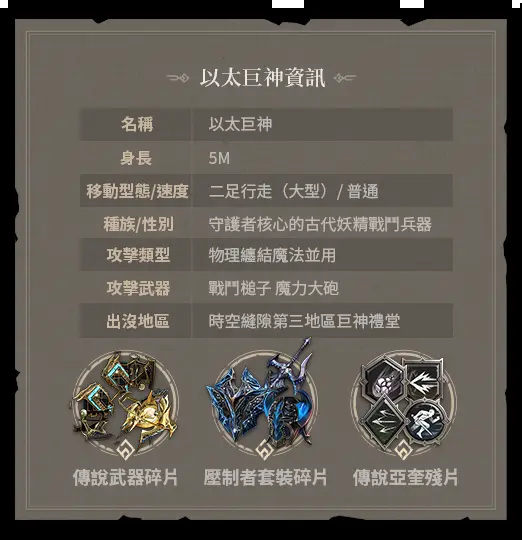 以太巨神資訊
名稱 以太巨神
身長 5M
移動型態/速度 二足行走（大型）/ 普通
種族/性別 守護者核心的古代妖精戰鬥兵器
攻擊類型 物理纏結魔法並用
攻擊武器 戰鬥槌子 魔力大砲
出沒地區 時空縫隙第三地區巨神禮堂
傳說武器碎片 壓制者套裝碎片 傳說亞奎殘片